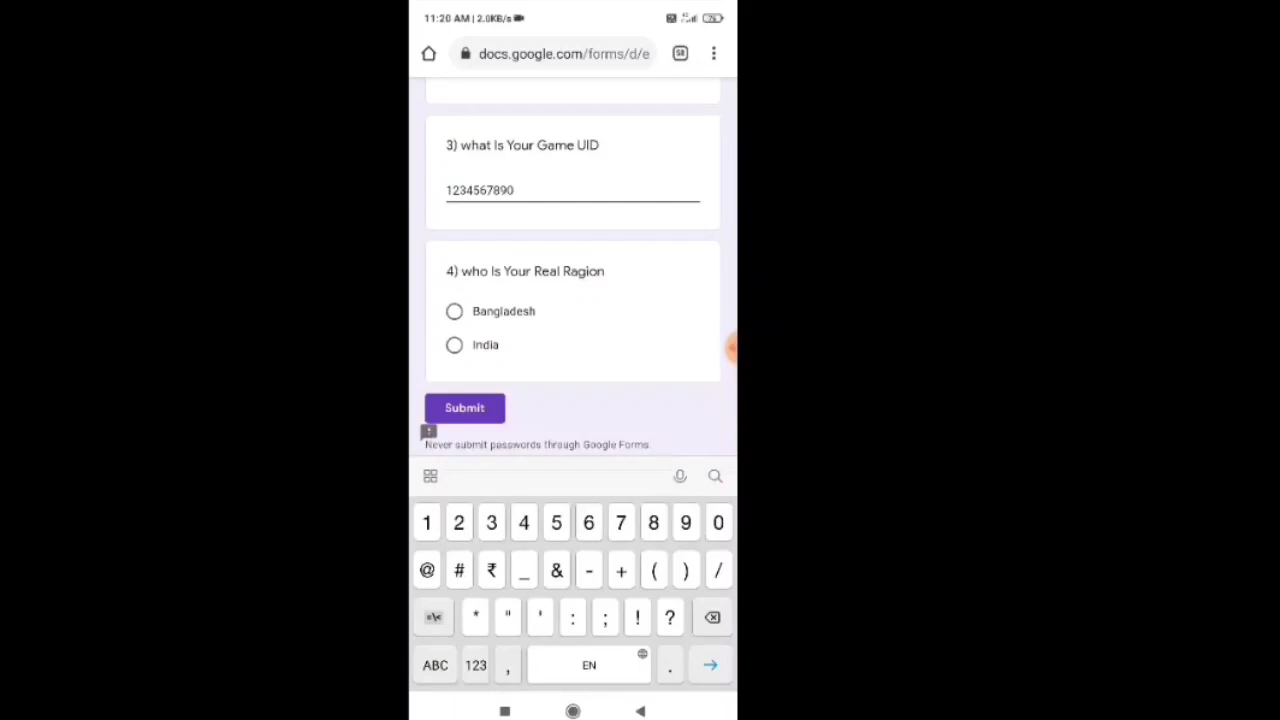 11:20 AM | 2.0KB/s
docs.google.com/forms/d/e
3) what Is Your Game UID
1234567890
4) who Is Your Real Ragion
Bangladesh
India
Submit
Never submit passwords through Google Forms.
1 2 3 4 5 6 7 8 9 0
@ # ₹ _ & - + ( ) /
=\< * " ' : ; ! ?
ABC 123 , EN .